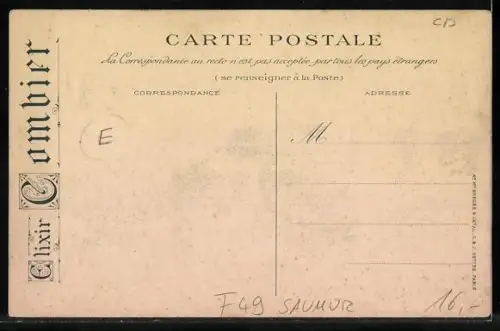 CD
CARTE POSTALE
La Correspondance au recto n'est pas acceptée par tous les pays étrangers
(se renseigner à la Poste)
CORRESPONDANCE
ADRESSE
Elixir Combier
E
M
F49 SAUMUR
16,-